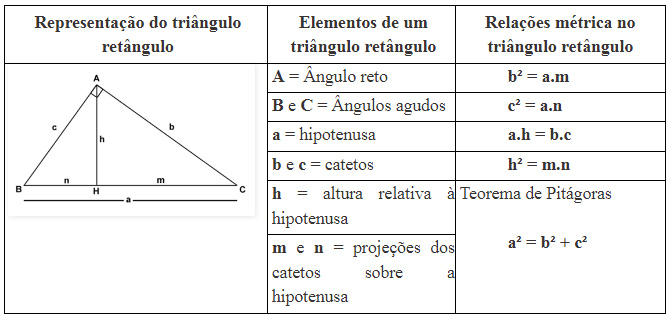 Representação do triângulo
retângulo
Elementos de um
triângulo retângulo
Relações métrica no
triângulo retângulo
A
c
b
h
n
m
B
H
C
a
A = Ângulo reto
B e C = Ângulos agudos
a = hipotenusa
b e c = catetos
h = altura relativa à
hipotenusa
m e n = projeções dos
catetos sobre a
hipotenusa
b² = a.m
c² = a.n
a.h = b.c
h² = m.n
Teorema de Pitágoras
a² = b² + c²